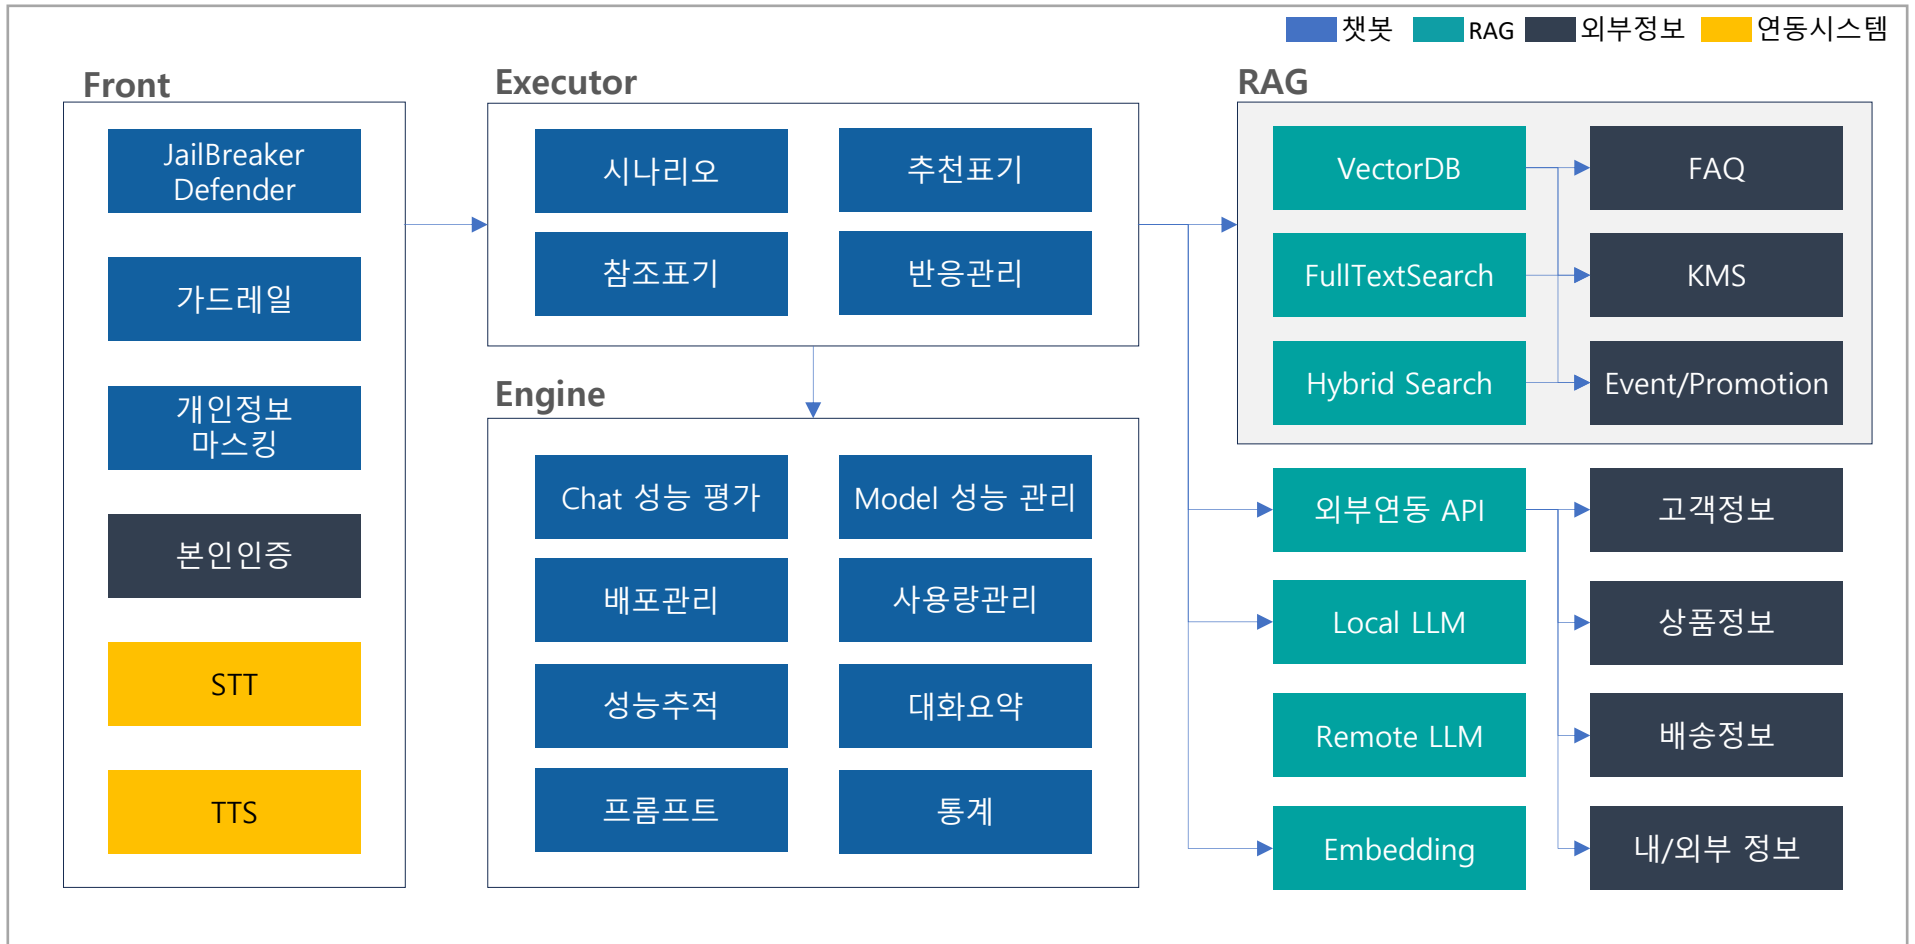 챗봇
RAG
외부정보
연동시스템
Front
JailBreaker
Defender
가드레일
개인정보
마스킹
본인인증
STT
TTS
Executor
시나리오
추천표기
참조표기
반응관리
Engine
Chat 성능 평가
Model 성능 관리
배포관리
사용량관리
성능추적
대화요약
프롬프트
통계
RAG
VectorDB
FAQ
FullTextSearch
KMS
Hybrid Search
Event/Promotion
외부연동 API
고객정보
Local LLM
상품정보
Remote LLM
배송정보
Embedding
내/외부 정보